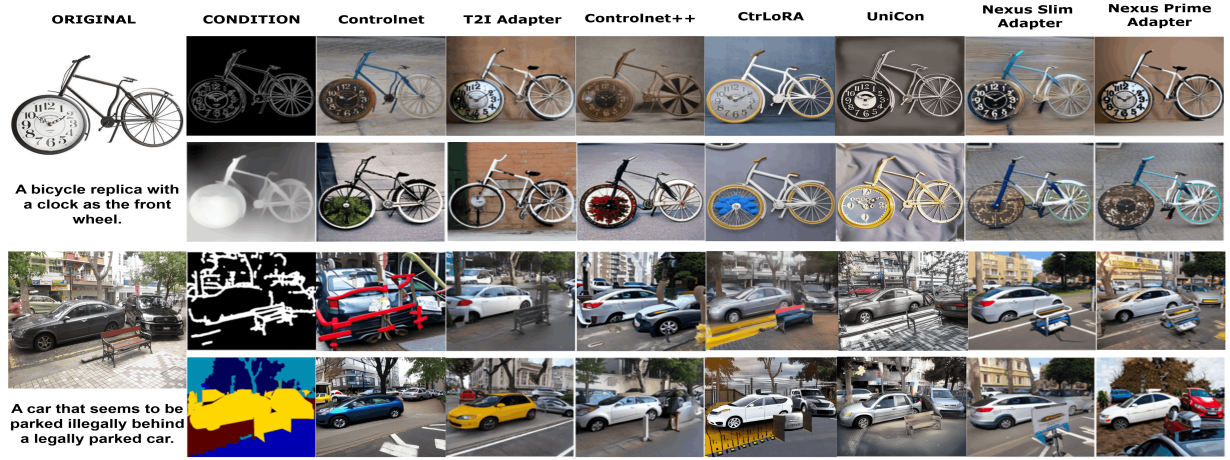 ORIGINAL
CONDITION
Controlnet
T2I Adapter
Controlnet++
CtrLoRA
UniCon
Nexus Slim
Adapter
Nexus Prime
Adapter
A bicycle replica with
a clock as the front
wheel.
A car that seems to be
parked illegally behind
a legally parked car.